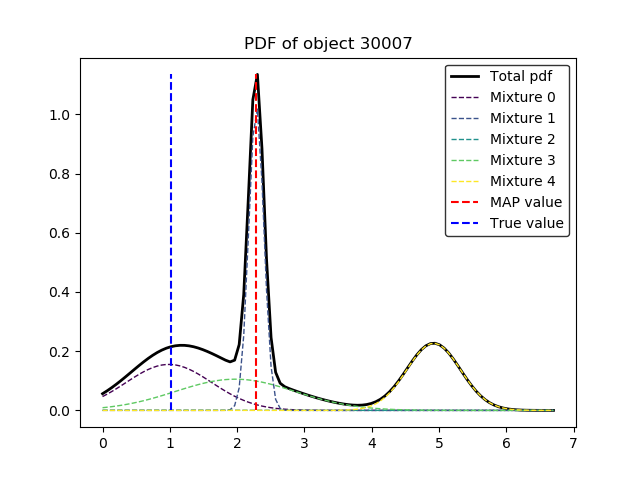 PDF of object 30007
Total pdf
Mixture 0
Mixture 1
Mixture 2
Mixture 3
Mixture 4
MAP value
True value
1.0
0.8
0.6
0.4
0.2
0.0
0 1 2 3 4 5 6 7